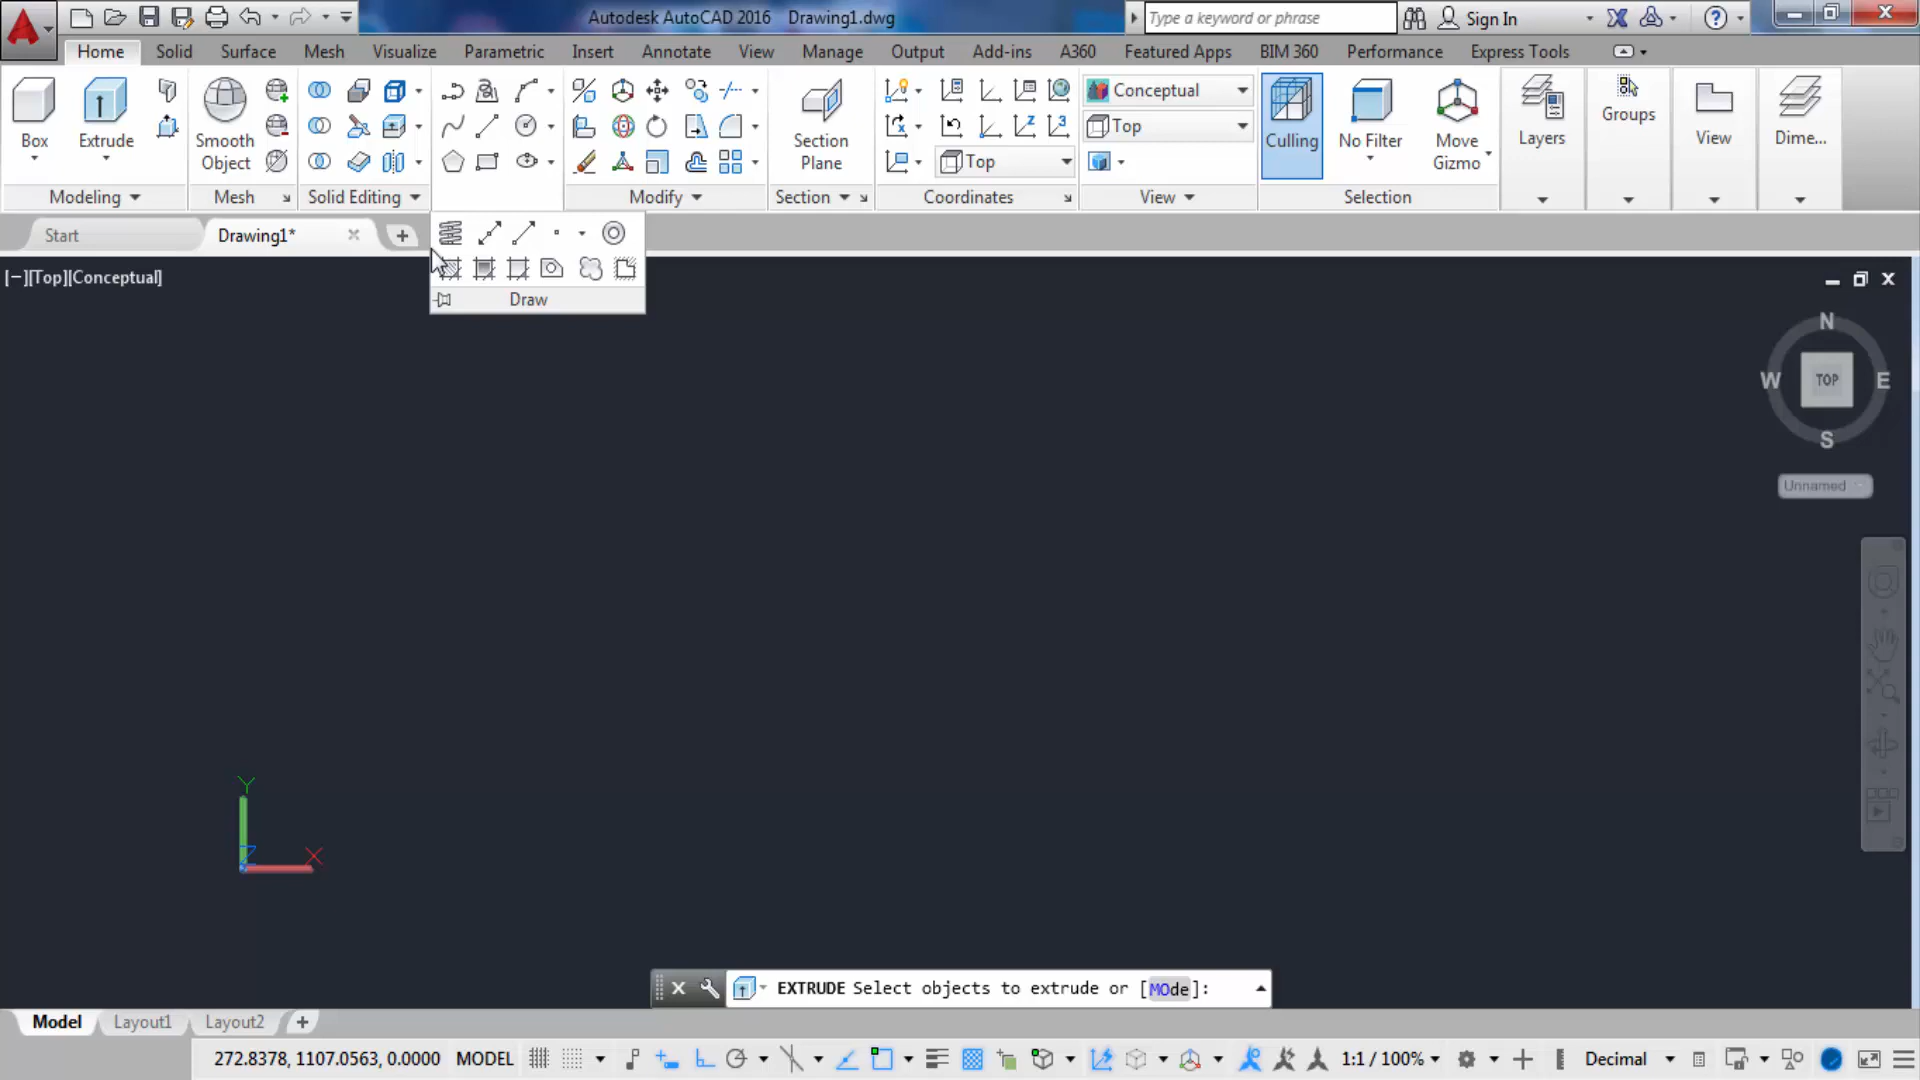 Autodesk AutoCAD 2016 Drawing1.dwg
Type a keyword or phrase
Sign In
Home Solid Surface Mesh Visualize Parametric Insert Annotate View Manage Output Add-ins A360 Featured Apps BIM 360 Performance Express Tools
Box
Extrude
Smooth
Object
Section
Plane
Conceptual
Top
Top
Culling
No Filter
Move
Gizmo
Layers
Groups
View
Dime...
Modeling
Mesh
Solid Editing
Modify
Section
Coordinates
View
Selection
Start
Drawing1*
Draw
[−][Top][Conceptual]
N
W
TOP
E
S
Unnamed
Y
Z
X
EXTRUDE Select objects to extrude or [MOde]:
Model Layout1 Layout2
272.8378, 1107.0563, 0.0000 MODEL
1:1 / 100%
Decimal